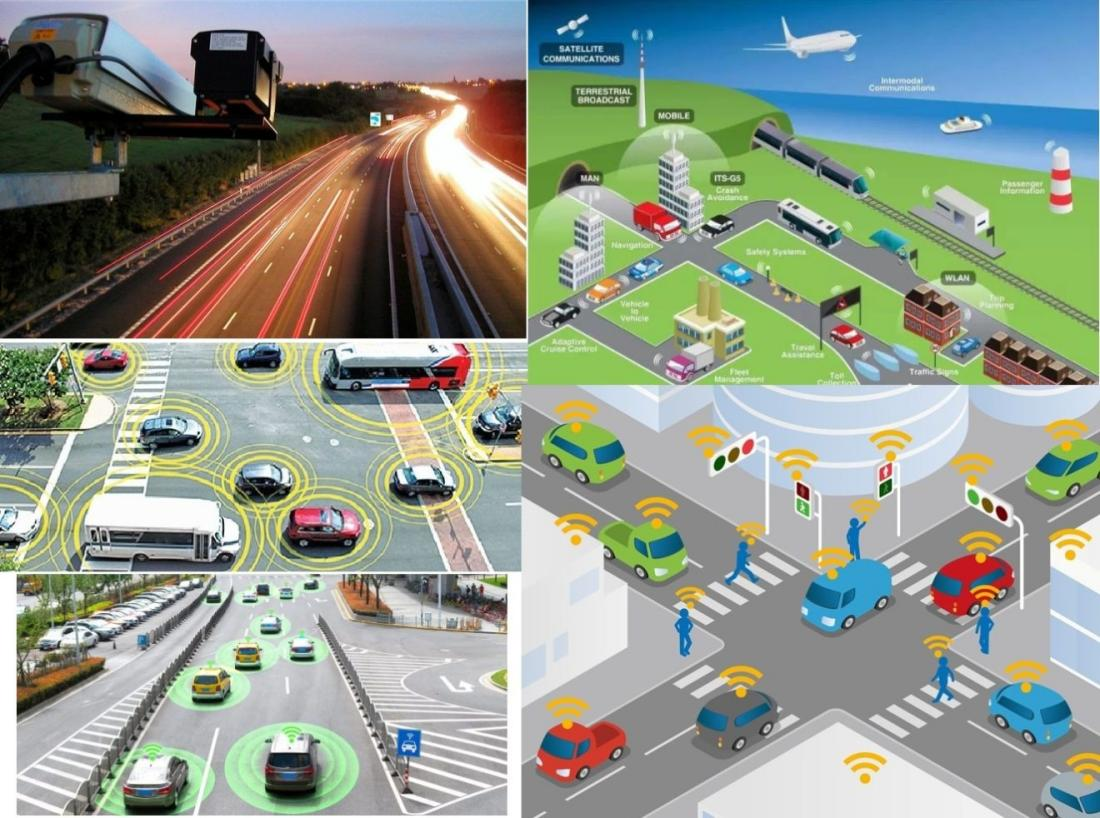 SATELLITE
COMMUNICATIONS
TERRESTRIAL
BROADCAST
MOBILE
Intermodal
Communications
MAN
ITS-G5
Crash
Avoidance
Passenger
Information
Navigation
Safety Systems
WLAN
Vehicle
to
Vehicle
Trip
Planning
Adaptive
Cruise Control
Travel
Assistance
Fleet
Management
Toll
Collection
Traffic Signs